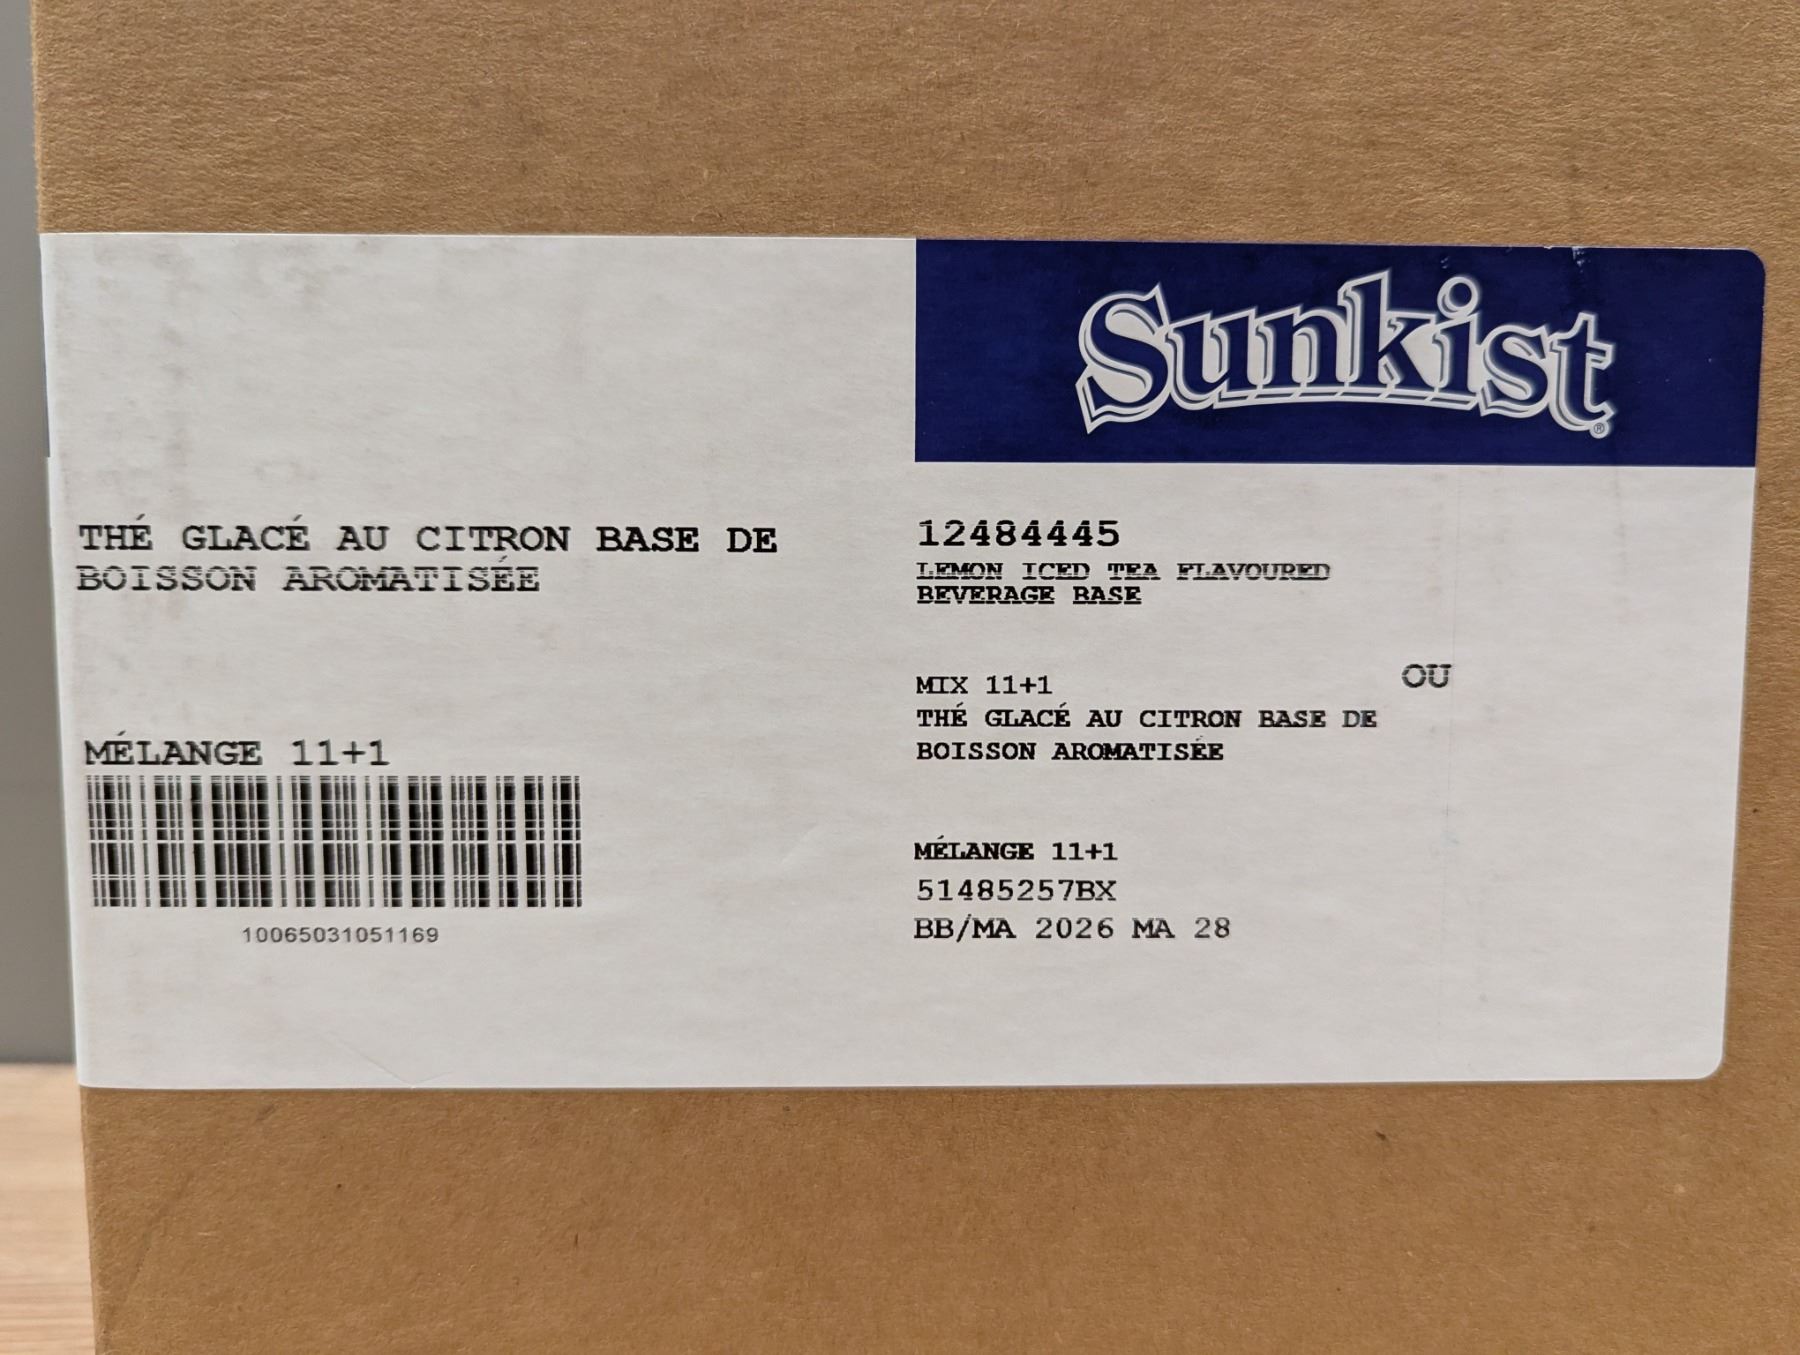 Sunkist®
THÉ GLACÉ AU CITRON BASE DE
BOISSON AROMATISÉE
MÉLANGE 11+1
10065031051169
12484445
LEMON ICED TEA FLAVOURED
BEVERAGE BASE
MIX 11+1
OU
THÉ GLACÉ AU CITRON BASE DE
BOISSON AROMATISÉE
MÉLANGE 11+1
51485257BX
BB/MA 2026 MA 28